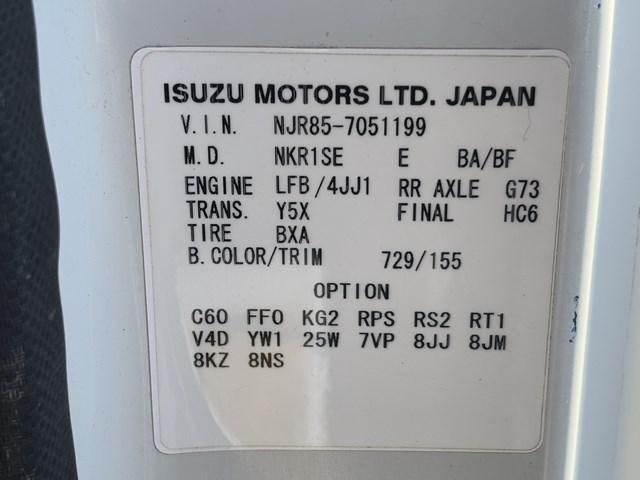 ISUZU MOTORS LTD. JAPAN
V.I.N. NJR85-7051199
M.D. NKR1SE E BA/BF
ENGINE LFB/4JJ1 RR AXLE G73
TRANS. Y5X FINAL HC6
TIRE BXA
B.COLOR/TRIM 729/155
OPTION
C60 FF0 KG2 RPS RS2 RT1
V4D YW1 25W 7VP 8JJ 8JM
8KZ 8NS